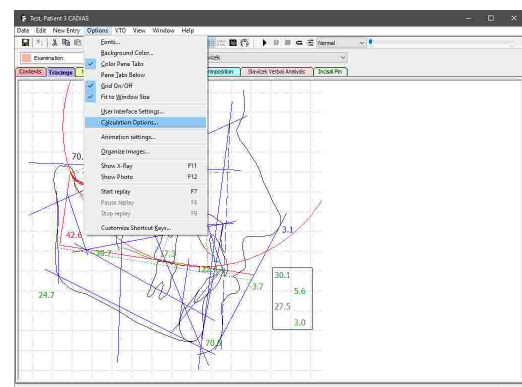 Test, Patient 3 CADIAS
Date Edit New Entry Options VTO View Window Help
Normal
Examination
Contents Tracings
Slavicek Verbal Analysis Incisal Pin
Fonts...
Background Color...
Color Pane Tabs
Pane Tabs Below
Grid On/Off
Fit to Window Size
User Interface Settings...
Calculation Options...
Animation settings...
Organize Images...
Show X-Ray F11
Show Photo F12
Start replay F7
Pause replay F8
Stop replay F9
Customize Shortcut Keys...
70.
42.6
3.1
30.1
5.6
-3.7
24.7
27.5
3.0